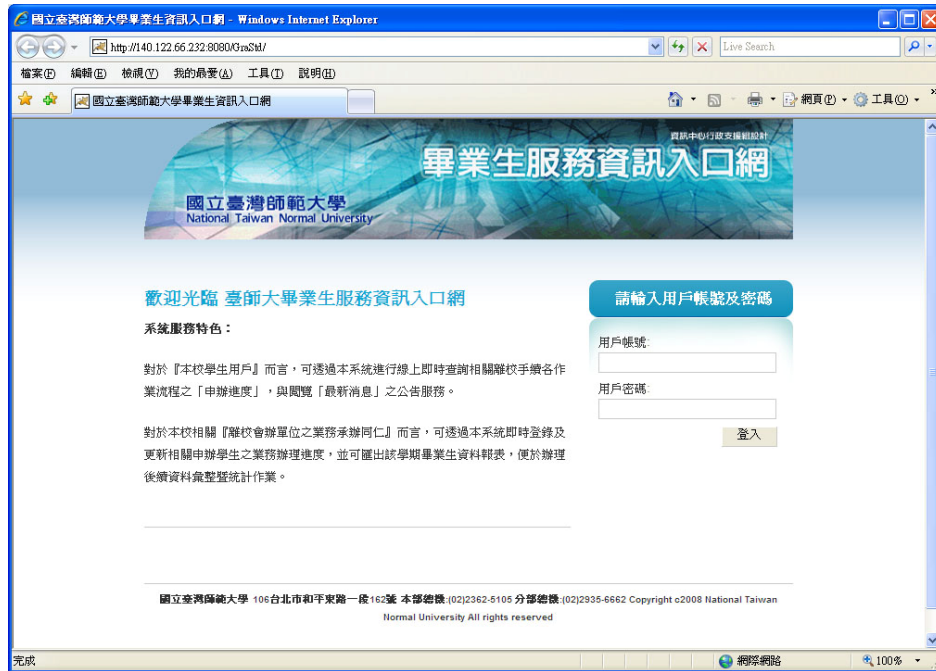 國立臺灣師範大學畢業生資訊入口網 - Windows Internet Explorer
http://140.122.66.232:8080/GraStd/
Live Search
檔案(F) 編輯(E) 檢視(V) 我的最愛(A) 工具(T) 說明(H)
國立臺灣師範大學畢業生資訊入口網
網頁(P) 工具(O) »
資訊中心行政支援組設計
畢業生服務資訊入口網
國立臺灣師範大學
National Taiwan Normal University
歡迎光臨 臺師大畢業生服務資訊入口網
請輸入用戶帳號及密碼
系統服務特色：
用戶帳號:
對於『本校學生用戶』而言，可透過本系統進行線上即時查詢相關離校手續各作
業流程之「申辦進度」，與閱覽「最新消息」之公告服務。
用戶密碼:
登入
對於本校相關『離校會辦單位之業務承辦同仁』而言，可透過本系統即時登錄及
更新相關申辦學生之業務辦理進度，並可匯出該學期畢業生資料報表，便於辦理
後續資料彙整暨統計作業。
國立臺灣師範大學 106台北市和平東路一段162號 本部總機:(02)2362-5105 分部總機:(02)2935-6662 Copyright c2008 National Taiwan
Normal University All rights reserved
完成
網際網路
100%